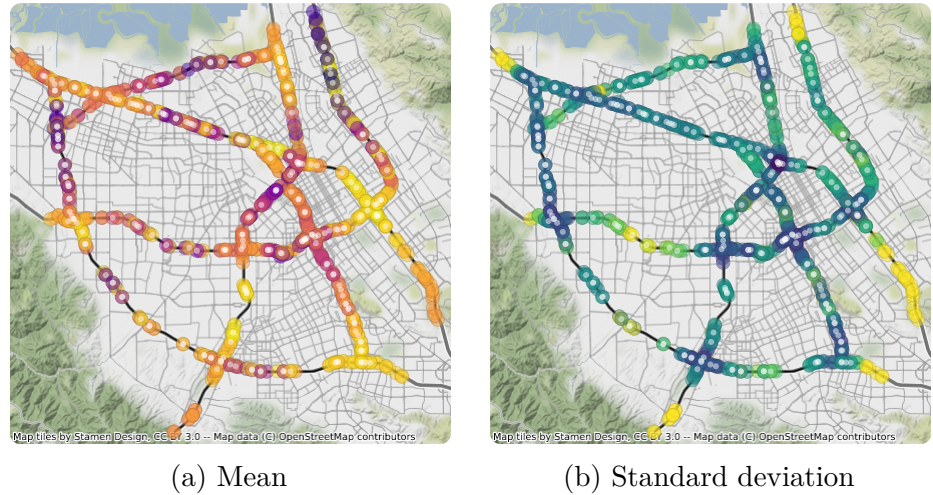 Map tiles by Stamen Design, CC BY 3.0 -- Map data (C) OpenStreetMap contributors
Map tiles by Stamen Design, CC BY 3.0 -- Map data (C) OpenStreetMap contributors
(a) Mean
(b) Standard deviation